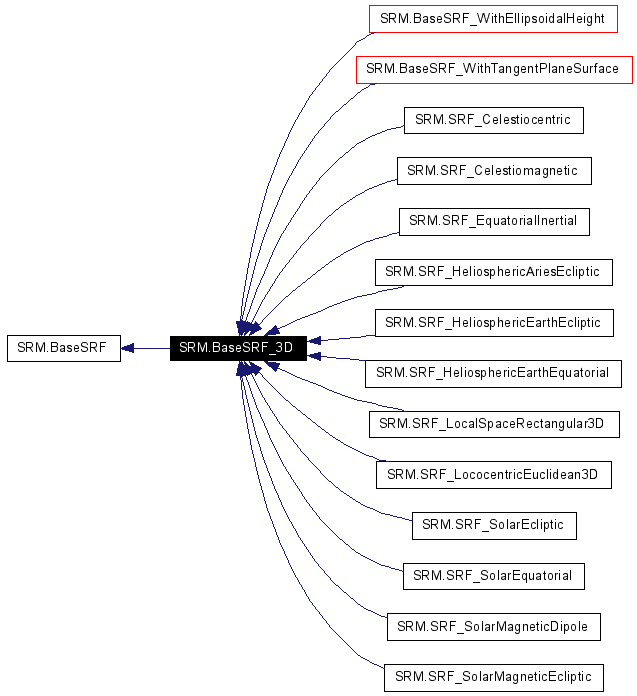 SRM.BaseSRF_WithEllipsoidalHeight
SRM.BaseSRF_WithTangentPlaneSurface
SRM.SRF_Celestiocentric
SRM.SRF_Celestiomagnetic
SRM.SRF_EquatorialInertial
SRM.SRF_HeliosphericAriesEcliptic
SRM.SRF_HeliosphericEarthEcliptic
SRM.BaseSRF
SRM.BaseSRF_3D
SRM.SRF_HeliosphericEarthEquatorial
SRM.SRF_LocalSpaceRectangular3D
SRM.SRF_LococentricEuclidean3D
SRM.SRF_SolarEcliptic
SRM.SRF_SolarEquatorial
SRM.SRF_SolarMagneticDipole
SRM.SRF_SolarMagneticEcliptic